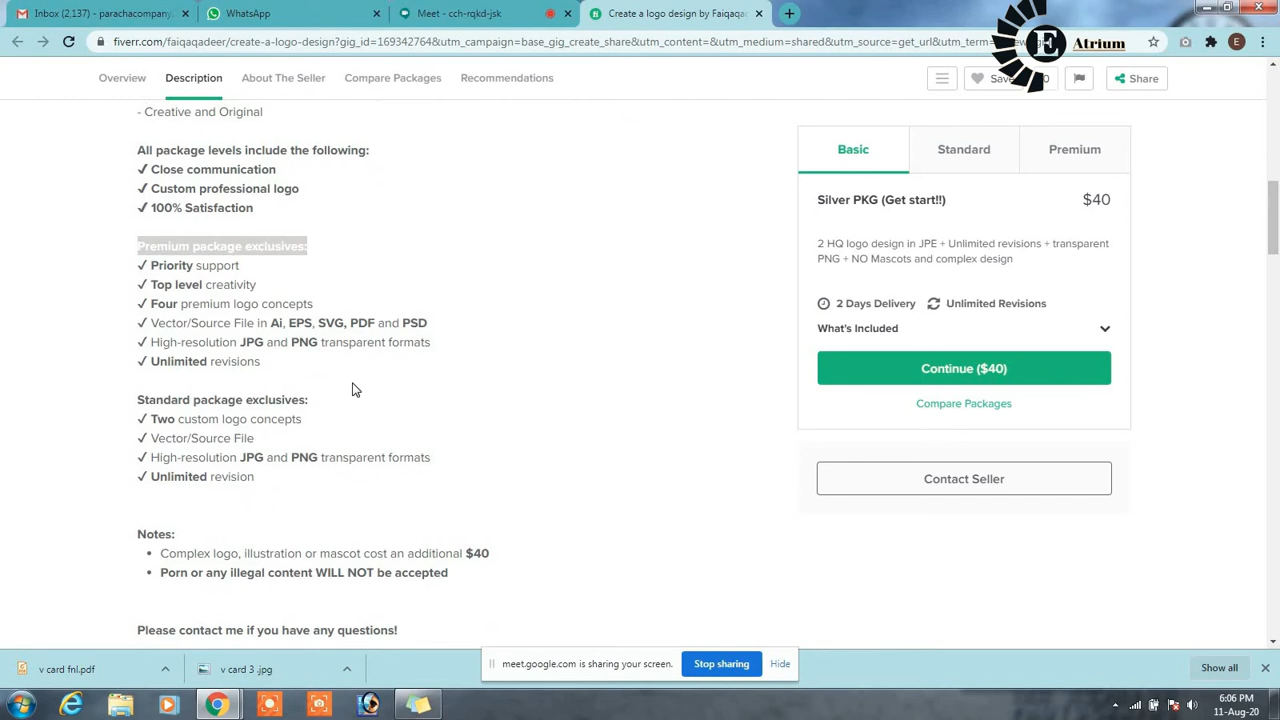 Inbox (2,137) - parachacompany.
WhatsApp
Meet - cch-rqkd-jsk
Create a logo design by Faiqaqa
fiverr.com/faiqaqadeer/create-a-logo-design?gig_id=169342764&utm_campaign=base_gig_create_share&utm_content=&utm_medium=shared&utm_source=get_url&utm_term=
E Atrium
E
Overview Description About The Seller Compare Packages Recommendations
Save
0
Share
- Creative and Original
All package levels include the following:
✓ Close communication
✓ Custom professional logo
✓ 100% Satisfaction
Premium package exclusives:
✓ Priority support
✓ Top level creativity
✓ Four premium logo concepts
✓ Vector/Source File in Ai, EPS, SVG, PDF and PSD
✓ High-resolution JPG and PNG transparent formats
✓ Unlimited revisions
Standard package exclusives:
✓ Two custom logo concepts
✓ Vector/Source File
✓ High-resolution JPG and PNG transparent formats
✓ Unlimited revision
Notes:
• Complex logo, illustration or mascot cost an additional $40
• Porn or any illegal content WILL NOT be accepted
Please contact me if you have any questions!
Basic Standard Premium
Silver PKG (Get start!!) $40
2 HQ logo design in JPE + Unlimited revisions + transparent
PNG + NO Mascots and complex design
2 Days Delivery Unlimited Revisions
What's Included
Continue ($40)
Compare Packages
Contact Seller
v card fnl.pdf
v card 3 .jpg
meet.google.com is sharing your screen. Stop sharing Hide
Show all
6:06 PM
11-Aug-20